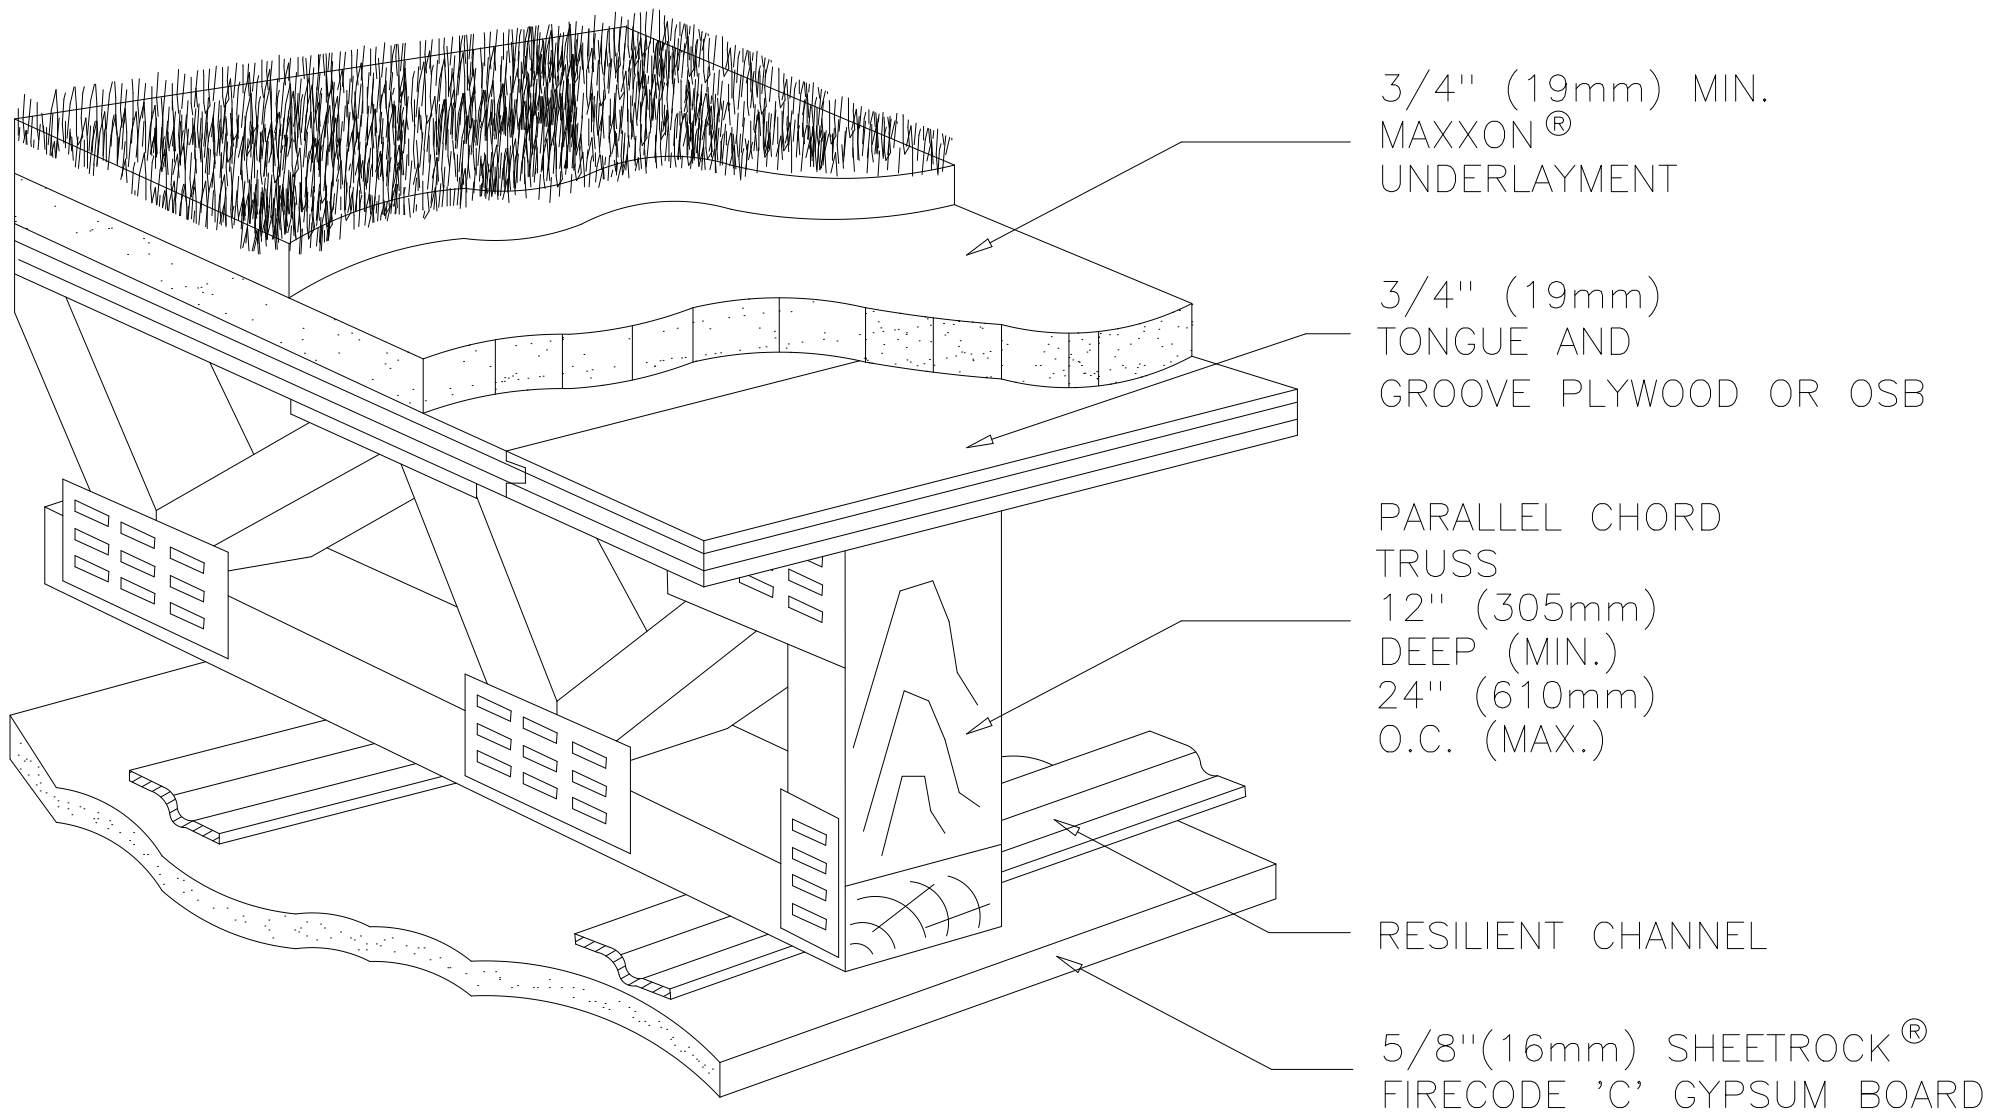 3/4" (19mm) MIN.
MAXXON®
UNDERLAYMENT
3/4" (19mm)
TONGUE AND
GROOVE PLYWOOD OR OSB
PARALLEL CHORD
TRUSS
12" (305mm)
DEEP (MIN.)
24" (610mm)
O.C. (MAX.)
RESILIENT CHANNEL
5/8"(16mm) SHEETROCK®
FIRECODE 'C' GYPSUM BOARD